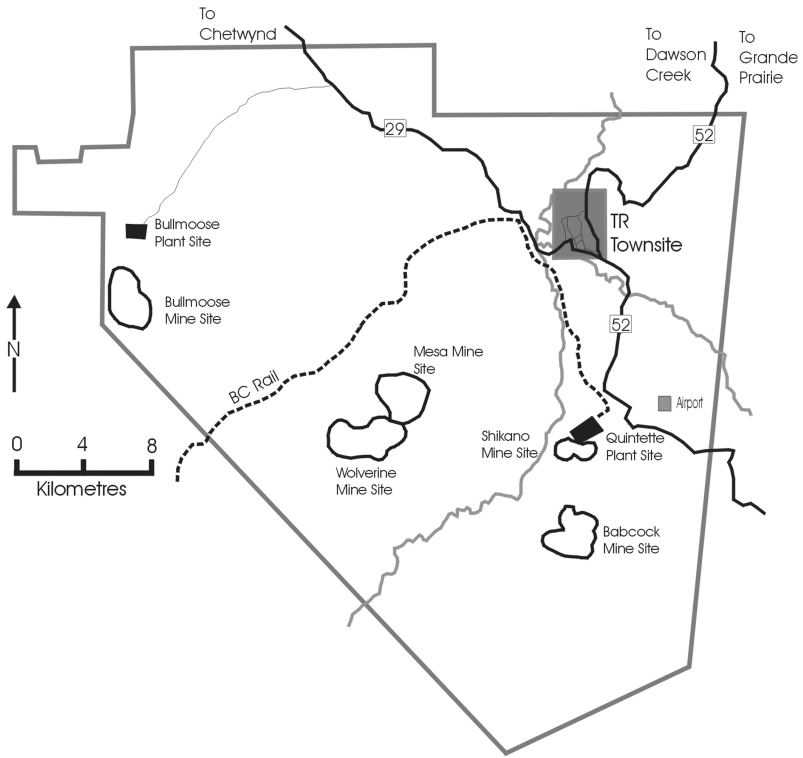 To
Chetwynd
To
Dawson
Creek
To
Grande
Prairie
29
52
TR
Townsite
Bullmoose
Plant Site
Bullmoose
Mine Site
N
52
Mesa Mine
Site
BC Rail
Airport
0 4 8
Kilometres
Shikano
Mine Site
Quintette
Plant Site
Wolverine
Mine Site
Babcock
Mine Site